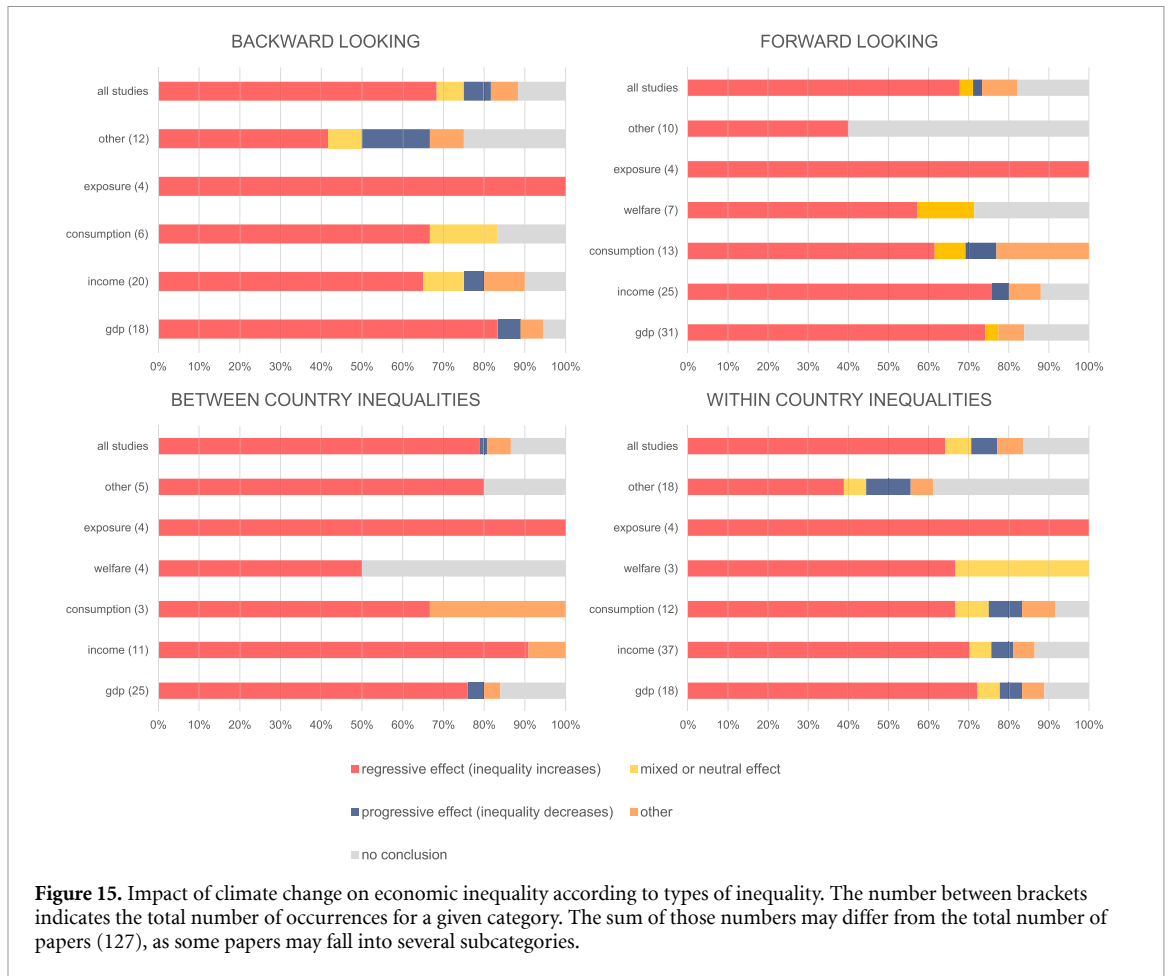 BACKWARD LOOKING
all studies
other (12)
exposure (4)
consumption (6)
income (20)
gdp (18)
0% 10% 20% 30% 40% 50% 60% 70% 80% 90% 100%
FORWARD LOOKING
all studies
other (10)
exposure (4)
welfare (7)
consumption (13)
income (25)
gdp (31)
0% 10% 20% 30% 40% 50% 60% 70% 80% 90% 100%
BETWEEN COUNTRY INEQUALITIES
all studies
other (5)
exposure (4)
welfare (4)
consumption (3)
income (11)
gdp (25)
0% 10% 20% 30% 40% 50% 60% 70% 80% 90% 100%
WITHIN COUNTRY INEQUALITIES
all studies
other (18)
exposure (4)
welfare (3)
consumption (12)
income (37)
gdp (18)
0% 10% 20% 30% 40% 50% 60% 70% 80% 90% 100%
regressive effect (inequality increases) mixed or neutral effect
progressive effect (inequality decreases) other
no conclusion
Figure 15. Impact of climate change on economic inequality according to types of inequality. The number between brackets
indicates the total number of occurrences for a given category. The sum of those numbers may differ from the total number of
papers (127), as some papers may fall into several subcategories.